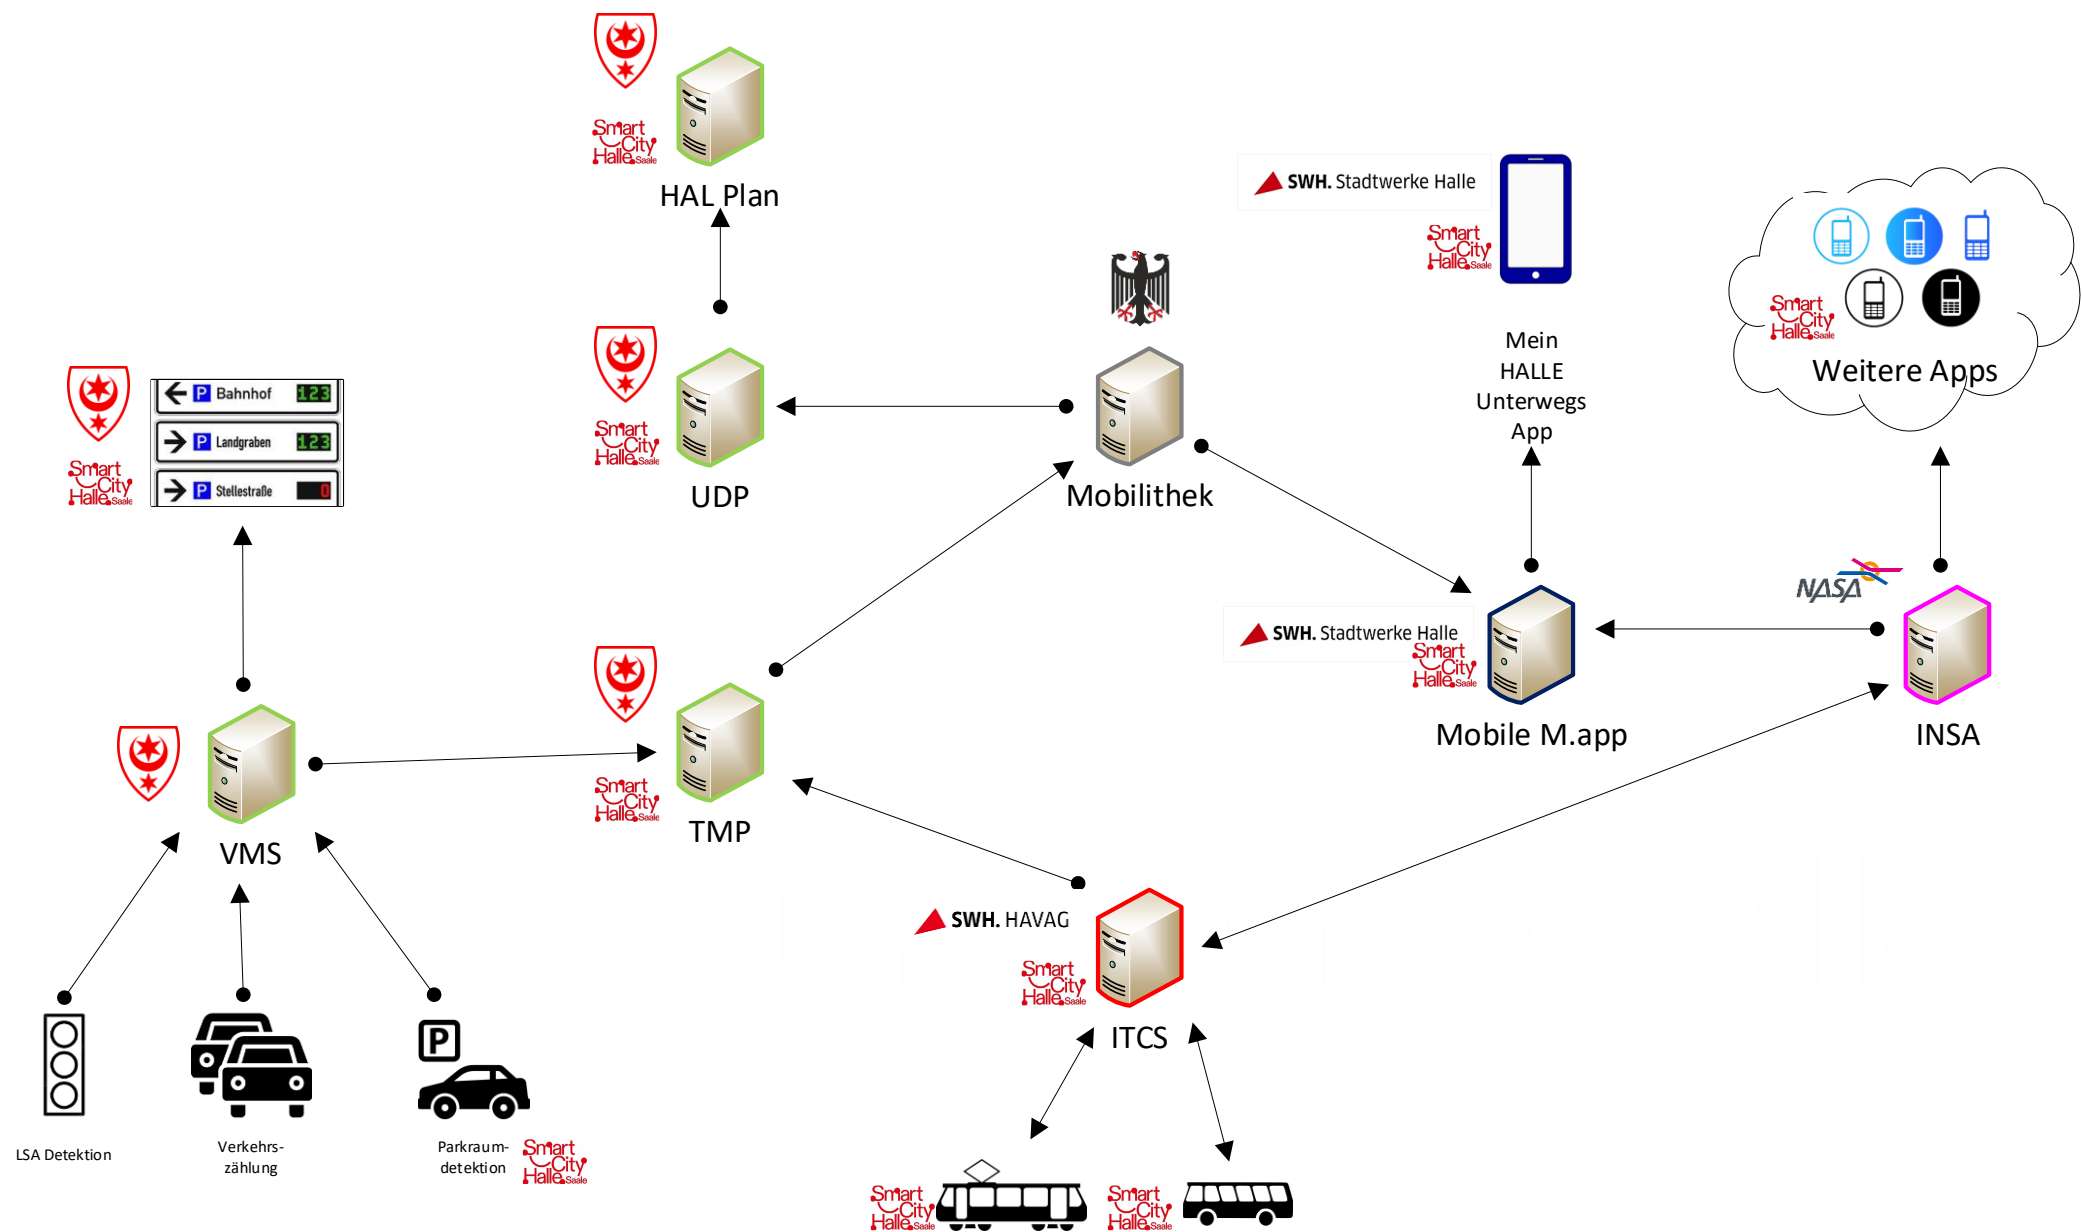 Smart
City
Halle Saale
HAL Plan
SWH. Stadtwerke Halle
Smart
City
Halle Saale
Smart
City
Halle Saale
Weitere Apps
Mein
HALLE
Unterwegs
App
Smart
City
Halle Saale
P Bahnhof 123
P Landgraben 123
P Stellestraße 0
Smart
City
Halle Saale
UDP
Mobilithek
NASA
SWH. Stadtwerke Halle
Smart
City
Halle Saale
Mobile M.app
INSA
Smart
City
Halle Saale
TMP
VMS
SWH. HAVAG
Smart
City
Halle Saale
ITCS
P
LSA Detektion
Verkehrs-
zählung
Parkraum-
detektion
Smart
City
Halle Saale
Smart
City
Halle Saale
Smart
City
Halle Saale